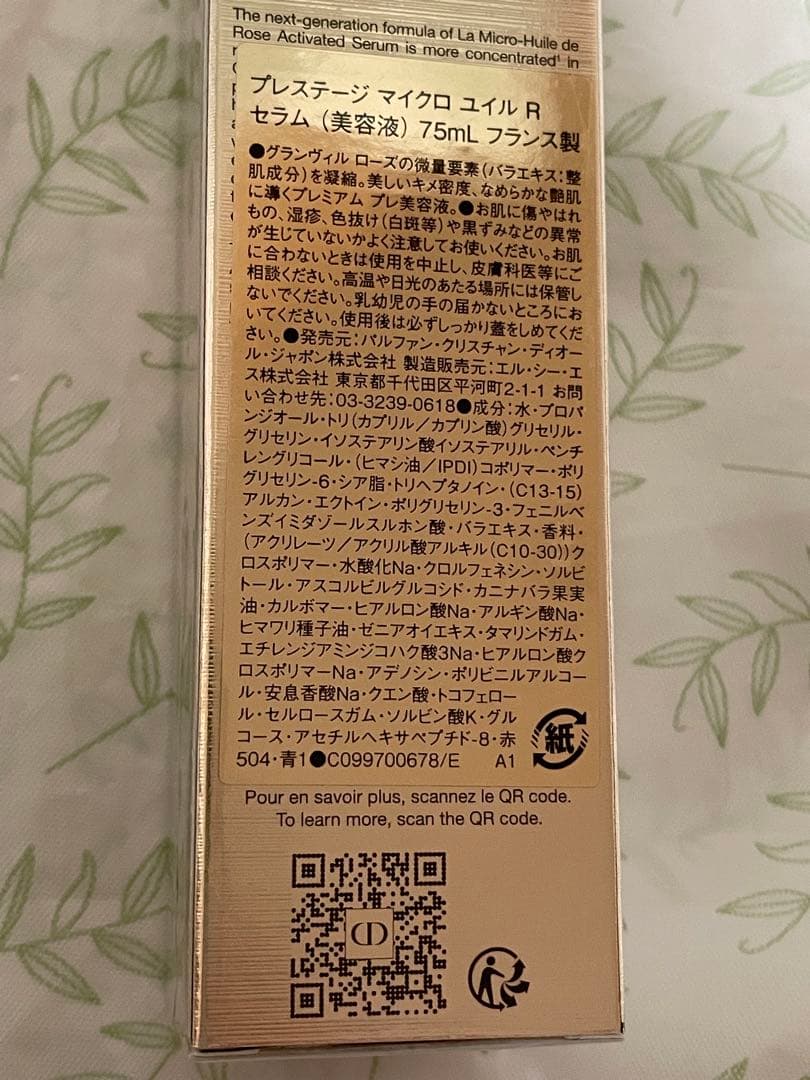 The next-generation formula of La Micro-Huile de
Rose Activated Serum is more concentrated¹ in
プレステージ マイクロ ユイル R
セラム（美容液）75mL フランス製
●グランヴィル ローズの微量要素（バラエキス：整
肌成分）を凝縮。美しいキメ密度、なめらかな艶肌
に導くプレミアム プレ美容液。●お肌に傷やはれ
もの、湿疹、色抜け（白斑等）や黒ずみなどの異常
が生じていないかよく注意してお使いください。お肌
に合わないときは使用を中止し、皮膚科医等にご
相談ください。高温や日光のあたる場所には保管し
ないでください。乳幼児の手の届かないところにお
いてください。使用後は必ずしっかり蓋をしめてくだ
さい。●発売元：パルファン・クリスチャン・ディオー
ル・ジャポン株式会社 製造販売元：エル・シー・エ
ス株式会社 東京都千代田区平河町2-1-1 お問
い合わせ先：03-3239-0618●成分：水・プロパ
ンジオール・トリ（カプリル／カプリン酸）グリセリル・
グリセリン・イソステアリン酸イソステアリル・ペンチ
レングリコール・（ヒマシ油／IPDI）コポリマー・ポリ
グリセリン-6・シア脂・トリヘプタノイン・（C13-15）
アルカン・エクトイン・ポリグリセリン-3・フェニルベ
ンズイミダゾールスルホン酸・バラエキス・香料・
（アクリレーツ／アクリル酸アルキル（C10-30））ク
ロスポリマー・水酸化Na・クロルフェネシン・ソルビ
トール・アスコルビルグルコシド・カニナバラ果実
油・カルボマー・ヒアルロン酸Na・アルギン酸Na・
ヒマワリ種子油・ゼニアオイエキス・タマリンドガム・
エチレンジアミンジコハク酸3Na・ヒアルロン酸ク
ロスポリマーNa・アデノシン・ポリビニルアルコー
ル・安息香酸Na・クエン酸・トコフェロー
ル・セルロースガム・ソルビン酸K・グル
コース・アセチルヘキサペプチド-8・赤
504・青1●C099700678/E A1
紙
Pour en savoir plus, scannez le QR code.
To learn more, scan the QR code.
CD